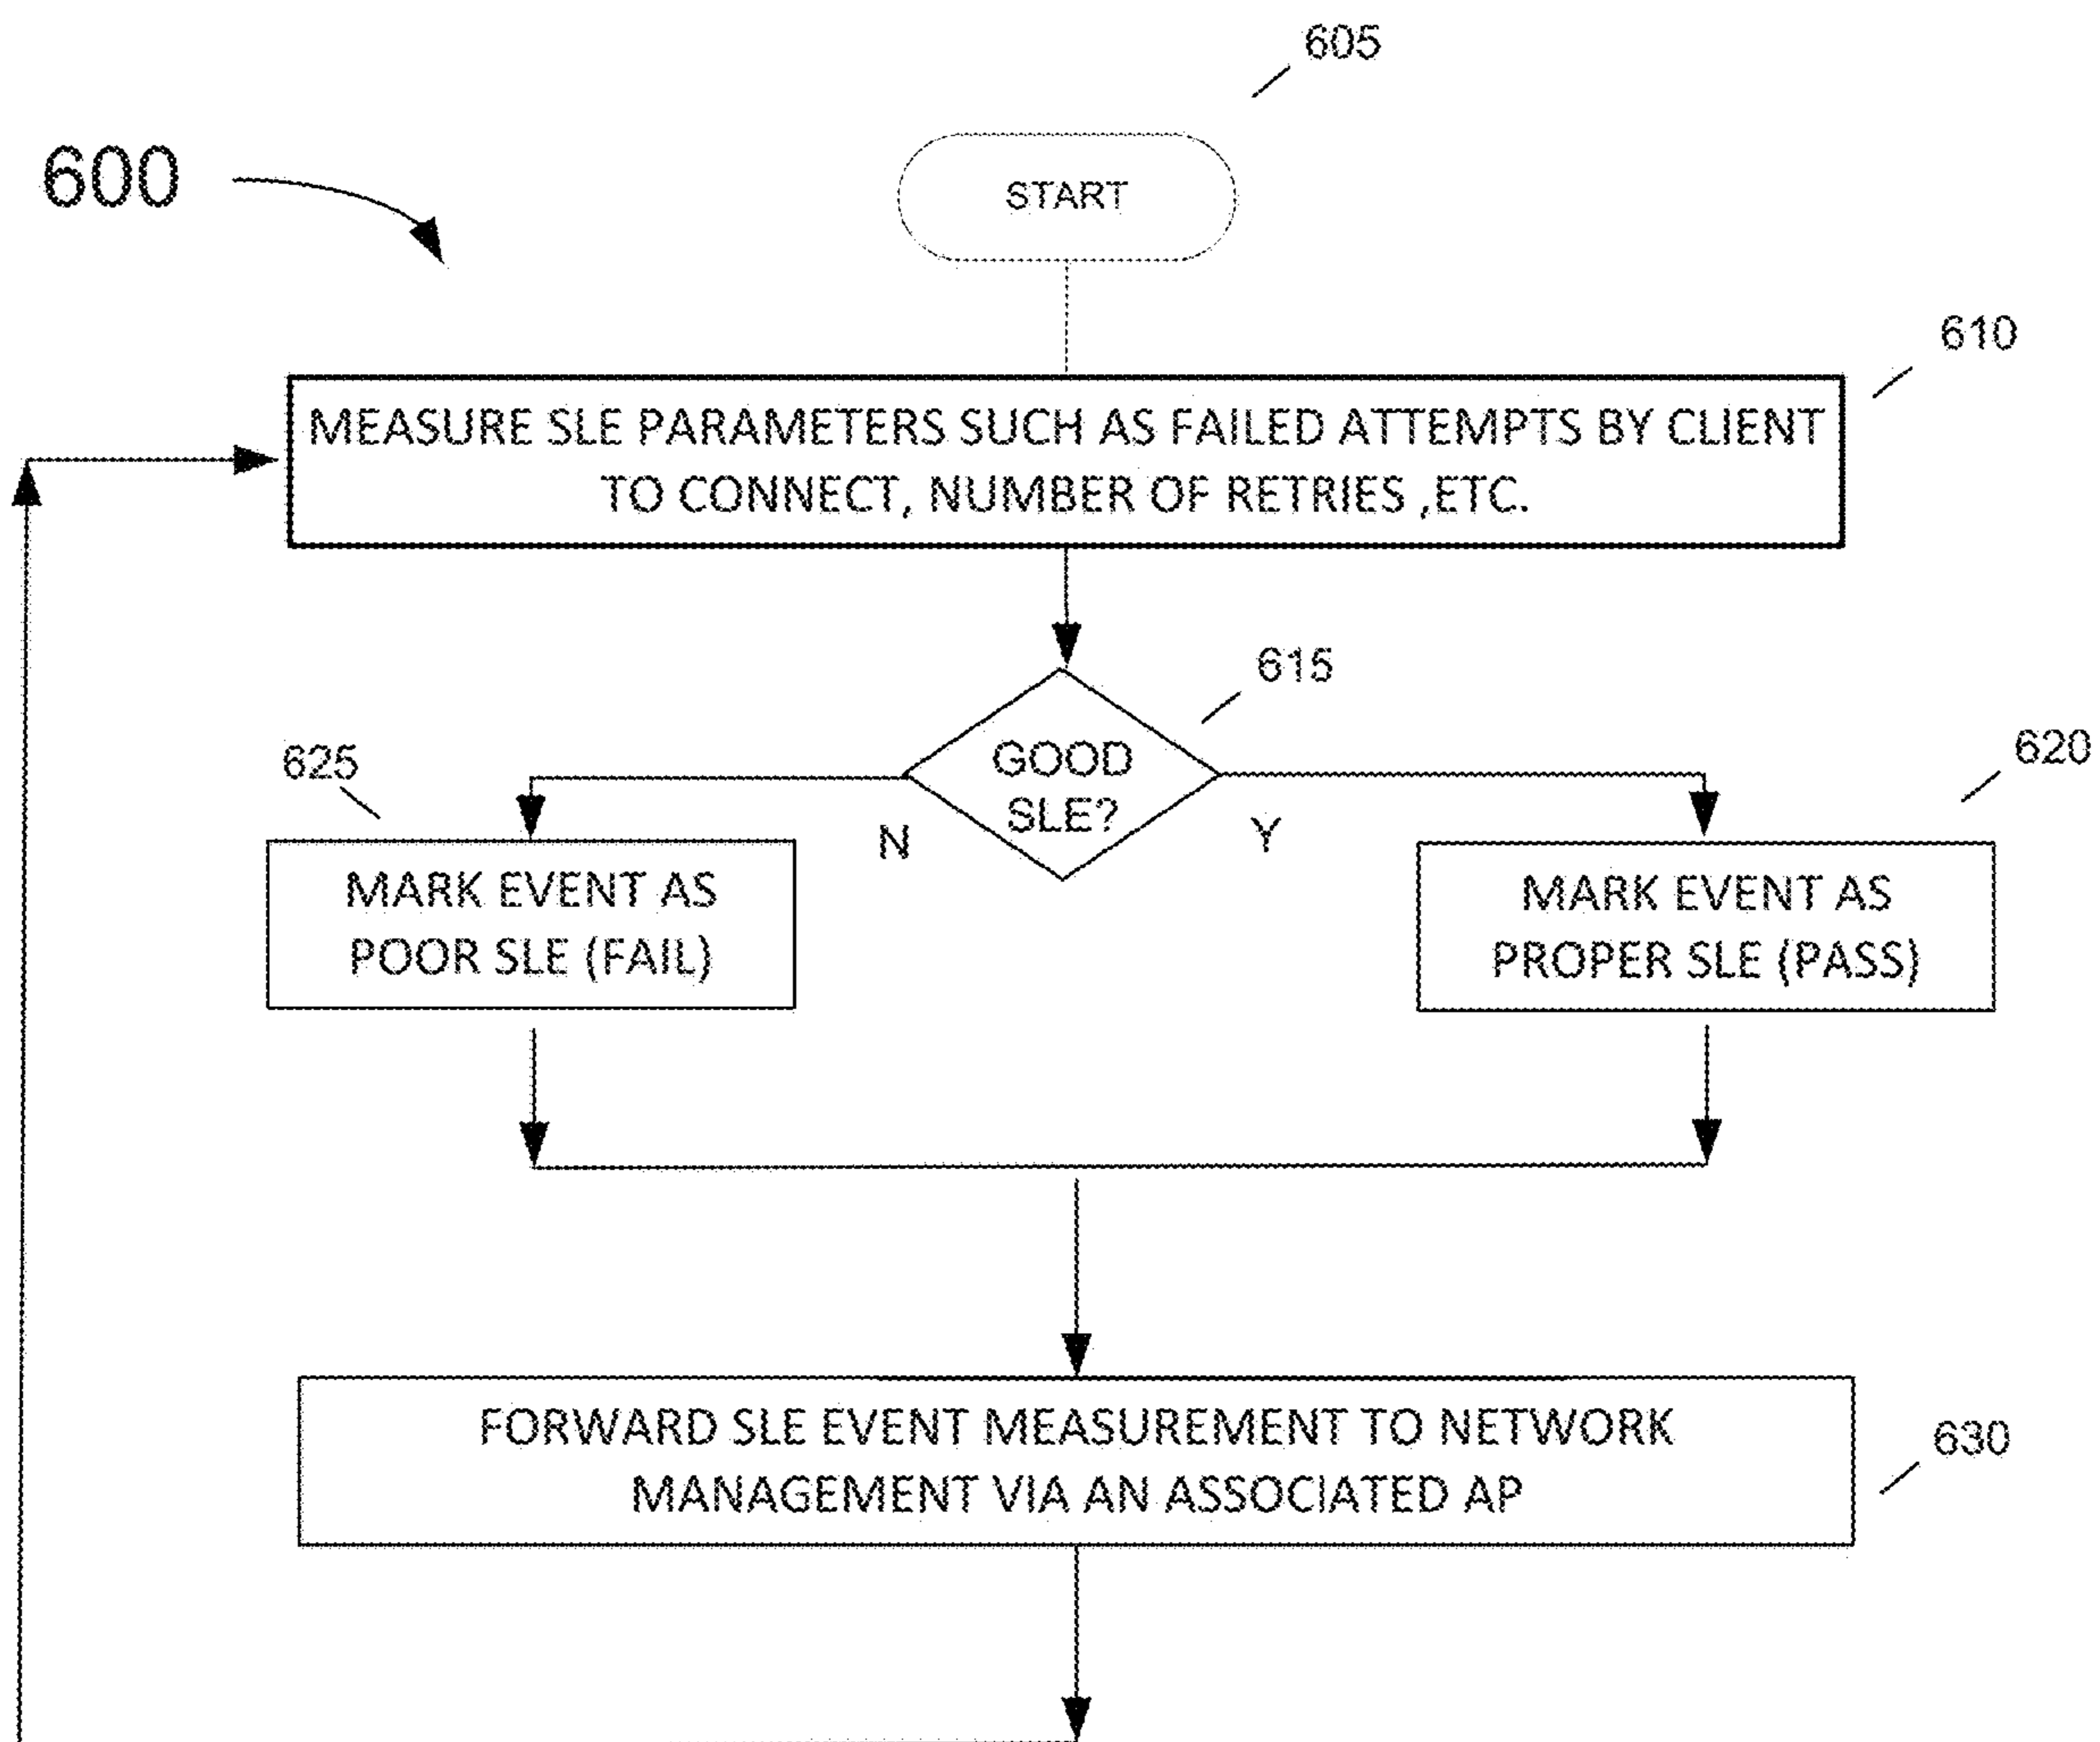 605
600
START
610
MEASURE SLE PARAMETERS SUCH AS FAILED ATTEMPTS BY CLIENT
TO CONNECT, NUMBER OF RETRIES ,ETC.
615
625
GOOD
SLE?
620
N
Y
MARK EVENT AS
POOR SLE (FAIL)
MARK EVENT AS
PROPER SLE (PASS)
FORWARD SLE EVENT MEASUREMENT TO NETWORK
MANAGEMENT VIA AN ASSOCIATED AP
630